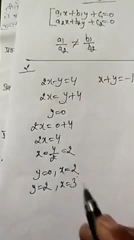 a₁x+b₁y+c₁=0
a₂x+b₂y+c₂=0
a₁/a₂ ≠ b₁/b₂
2x-y=4 x+y=-1
2x=y+4
y=0
2x=0+4
2x=4
x=4/2=2
y=0, x=2
y=2, x=3